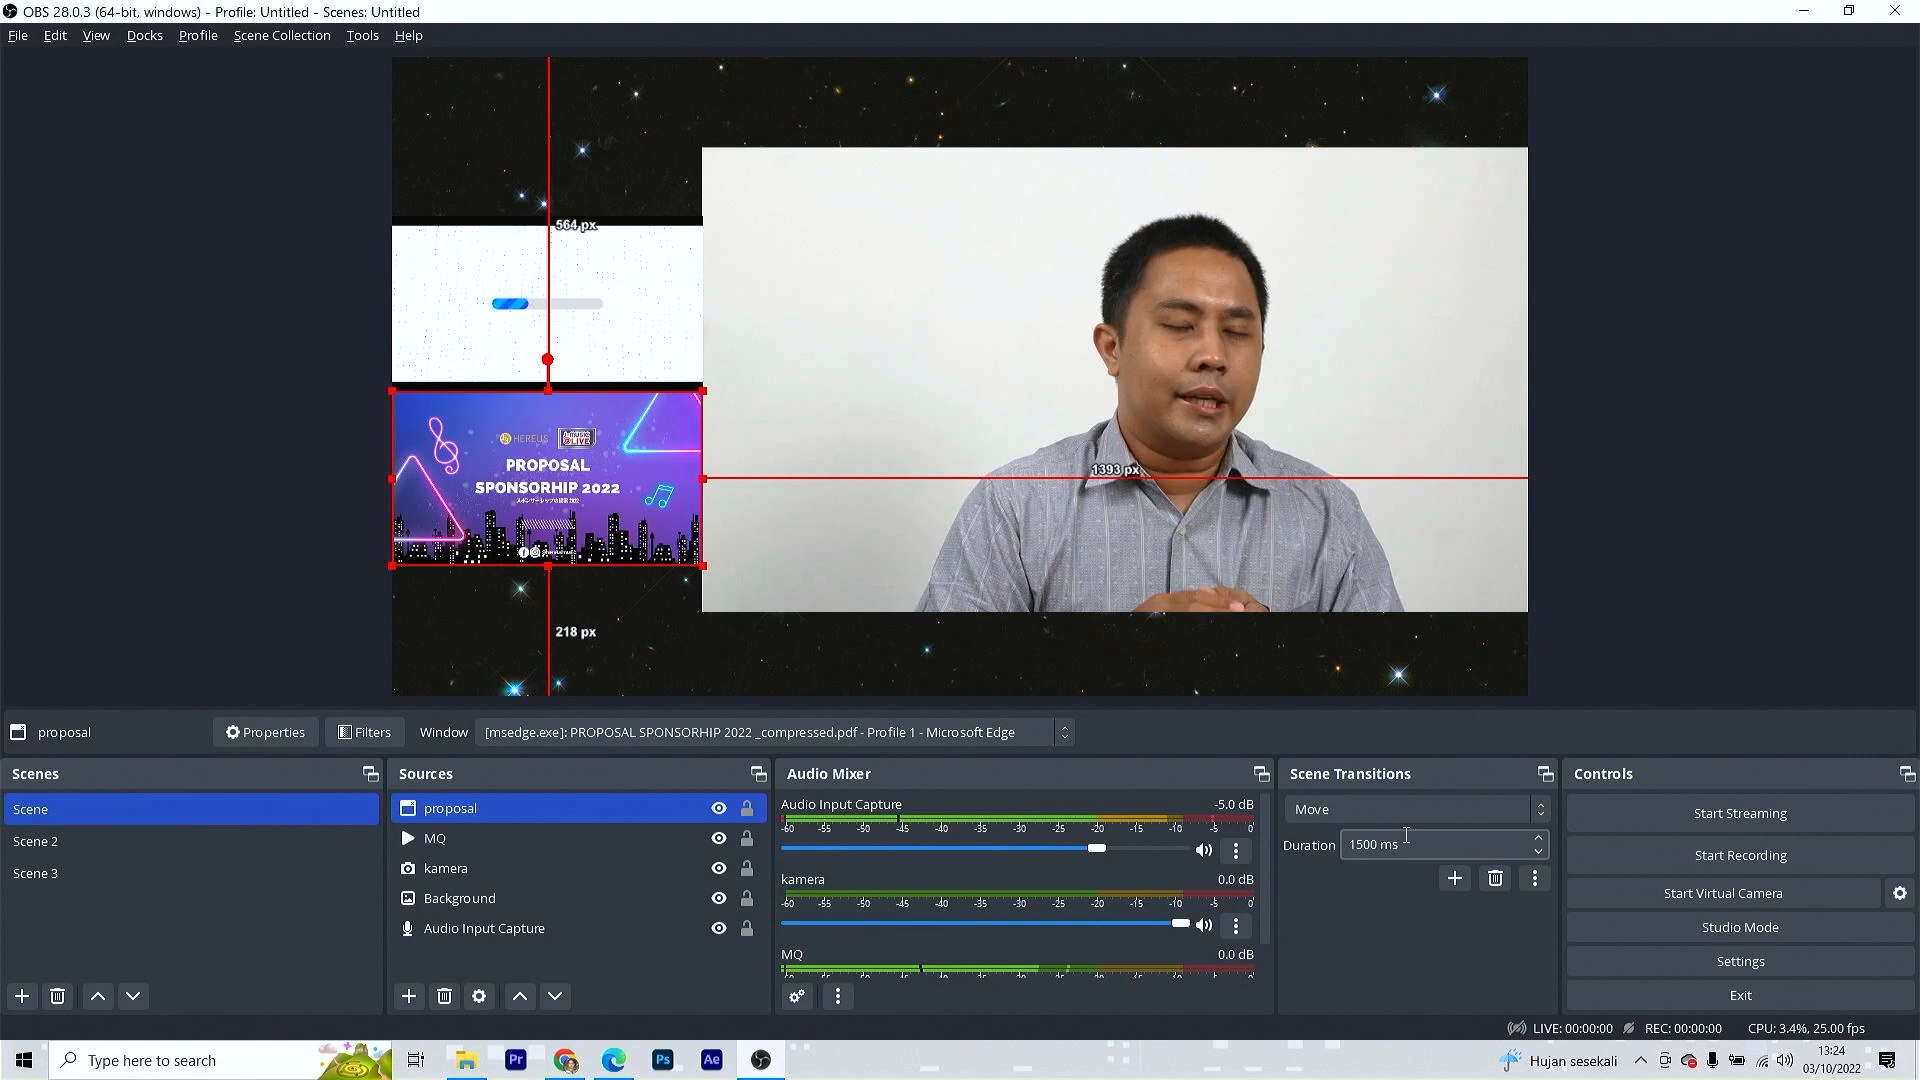 OBS 28.0.3 (64-bit, windows) - Profile: Untitled - Scenes: Untitled
File Edit View Docks Profile Scene Collection Tools Help
564 px
HEREUS music LIVE
PROPOSAL
SPONSORHIP 2022
1393 px
218 px
proposal Properties Filters Window [msedge.exe]: PROPOSAL SPONSORHIP 2022 _compressed.pdf - Profile 1 - Microsoft Edge
Scenes
Scene
Scene 2
Scene 3
Sources
proposal
MQ
kamera
Background
Audio Input Capture
Audio Mixer
Audio Input Capture -5.0 dB
-60 -55 -50 -45 -40 -35 -30 -25 -20 -15 -10 -5 0
kamera 0.0 dB
-60 -55 -50 -45 -40 -35 -30 -25 -20 -15 -10 -5 0
MQ 0.0 dB
Scene Transitions
Move
Duration 1500 ms
Controls
Start Streaming
Start Recording
Start Virtual Camera
Studio Mode
Settings
Exit
LIVE: 00:00:00 REC: 00:00:00 CPU: 3.4%, 25.00 fps
Type here to search Pr Ps Ae Hujan sesekali
13:24
03/10/2022